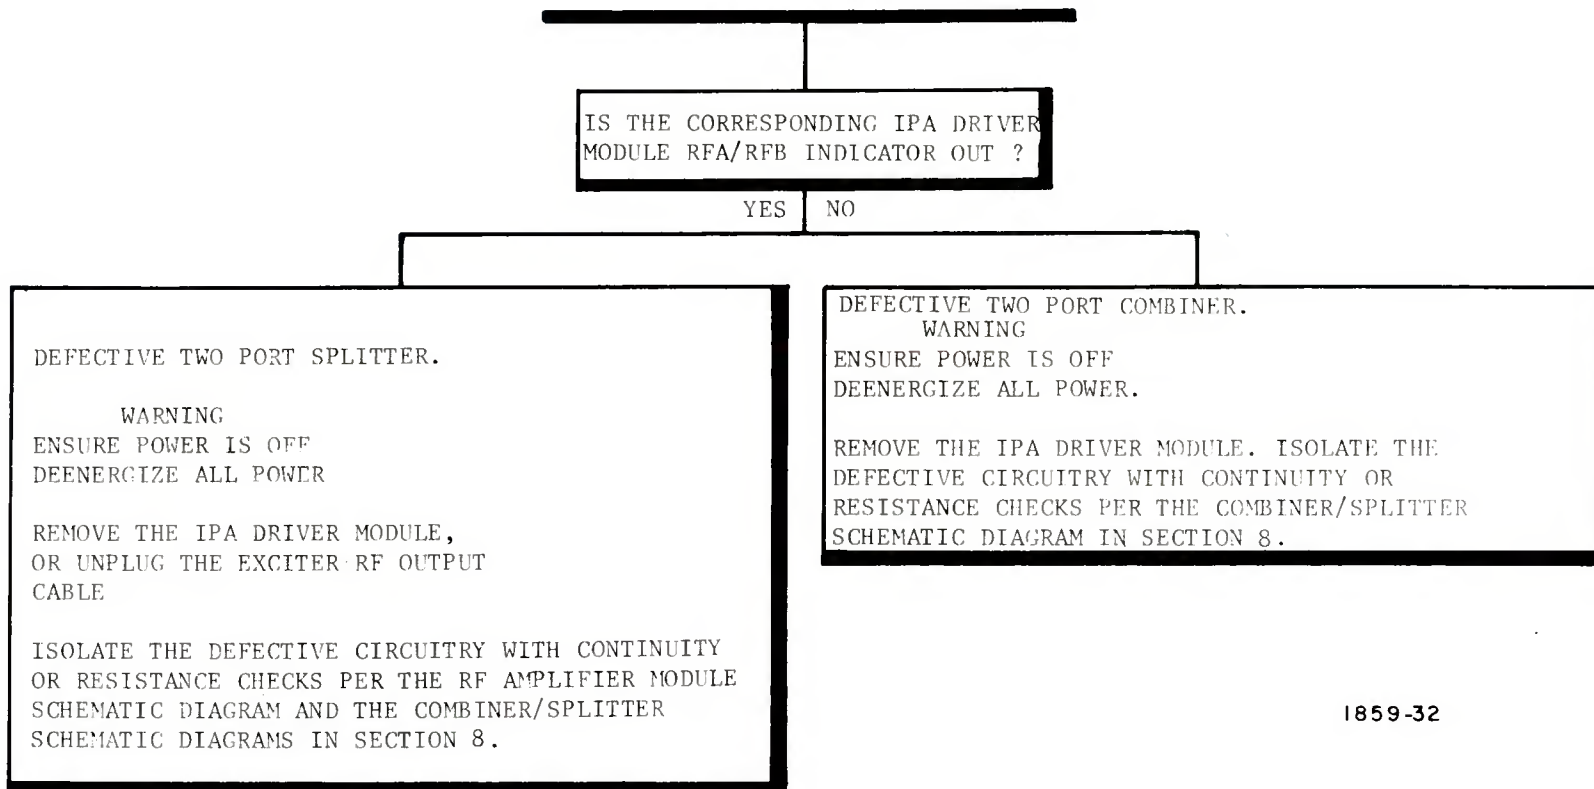 IS THE CORRESPONDING IPA DRIVER
MODULE RFA/RFB INDICATOR OUT ?
YES NO
DEFECTIVE TWO PORT SPLITTER.
WARNING
ENSURE POWER IS OFF
DEENERGIZE ALL POWER
REMOVE THE IPA DRIVER MODULE,
OR UNPLUG THE EXCITER RF OUTPUT
CABLE
ISOLATE THE DEFECTIVE CIRCUITRY WITH CONTINUITY
OR RESISTANCE CHECKS PER THE RF AMPLIFIER MODULE
SCHEMATIC DIAGRAM AND THE COMBINER/SPLITTER
SCHEMATIC DIAGRAMS IN SECTION 8.
DEFECTIVE TWO PORT COMBINER.
WARNING
ENSURE POWER IS OFF
DEENERGIZE ALL POWER.
REMOVE THE IPA DRIVER MODULE. ISOLATE THE
DEFECTIVE CIRCUITRY WITH CONTINUITY OR
RESISTANCE CHECKS PER THE COMBINER/SPLITTER
SCHEMATIC DIAGRAM IN SECTION 8.
1859-32